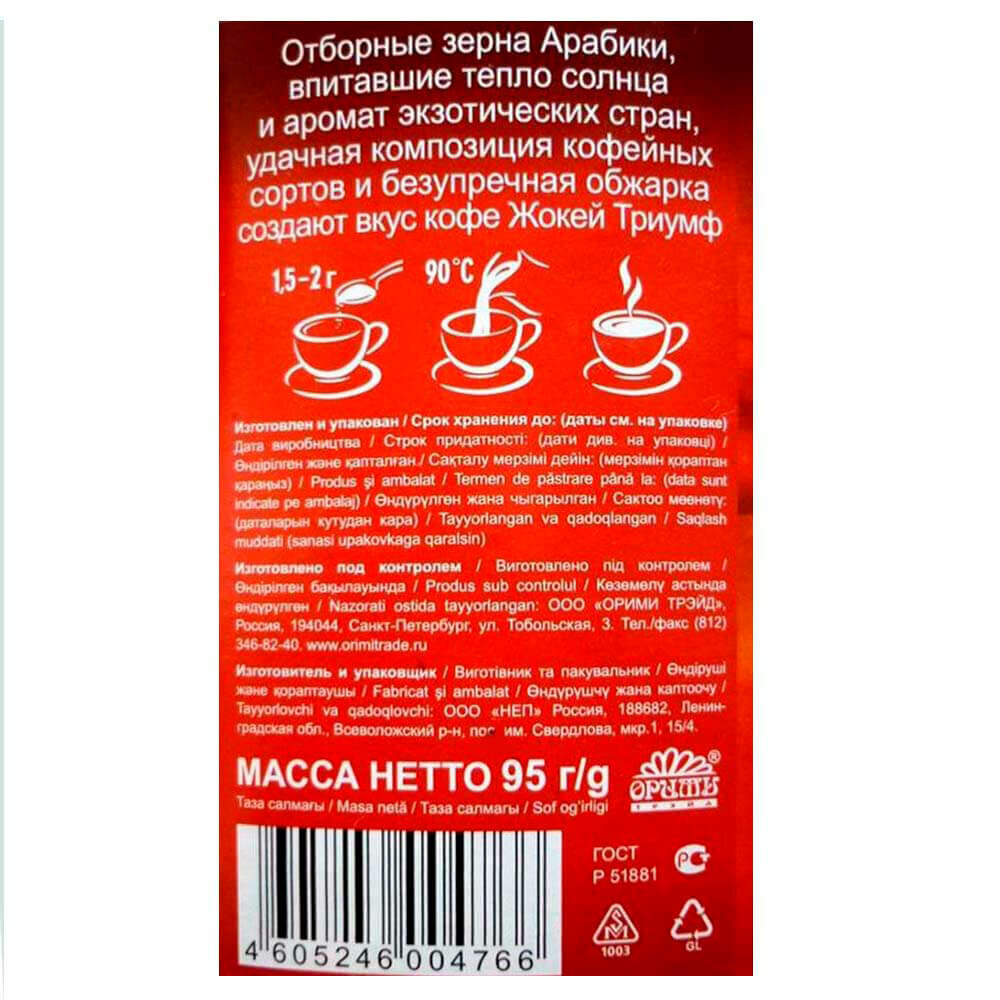 Отборные зерна Арабики,
впитавшие тепло солнца
и аромат экзотических стран,
удачная композиция кофейных
сортов и безупречная обжарка
создают вкус кофе Жокей Триумф
1,5–2 г
90°C
Изготовлен и упакован / Срок хранения до: (даты см. на упаковке)
Дата виробництва / Строк придатності: (дати див. на упаковці) /
Өндірілген және қапталған / Сақталу мерзімі дейін: (мерзімін қораптан
қараңыз) / Produs şi ambalat / Termen de păstrare până la: (data sunt
indicate pe ambalaj) / Өндүрүлгөн жана чыгарылган / Сактоо мөөнөтү:
(даталарын кутудан кара) / Tayyorlangan va qadoqlangan / Saqlash
muddati (sanasi upakovkaga qaralsin)
Изготовлено под контролем / Виготовлено під контролем /
Өндірілген бақылауында / Produs sub controlul / Көземөлү астында
өндүрүлгөн / Nazorati ostida tayyorlangan: ООО «ОРИМИ ТРЭЙД»,
Россия, 194044, Санкт-Петербург, ул. Тобольская, 3. Тел./факс (812)
346-82-40. www.orimitrade.ru
Изготовитель и упаковщик / Виготівник та пакувальник / Өндіруші
және қораптаушы / Fabricat şi ambalat / Өндүрүшчү жана каптоочу /
Tayyorlovchi va qadoqlovchi: ООО «НЕП» Россия, 188682, Ленин-
градская обл., Всеволожский р-н, пос им. Свердлова, мкр.1, 15/4.
МАССА НЕТТО 95 г/g
Таза салмағы / Masa netă / Таза салмагы / Sof og'irligi
ОРИМИ®
ТРЭЙД
ГОСТ
Р 51881
РС
SM
1003
GL
4 605246 004766